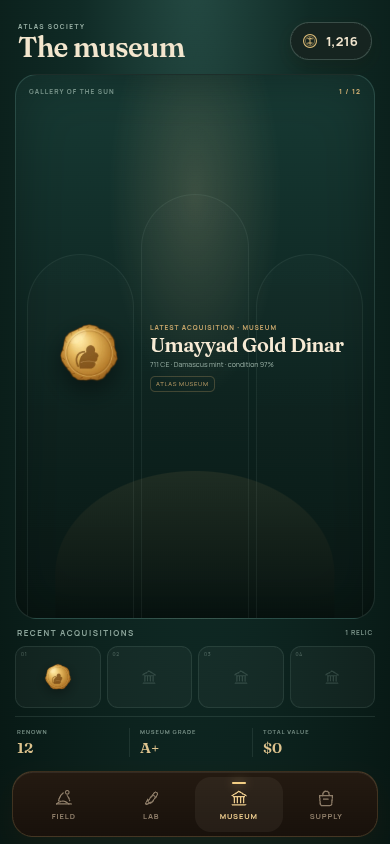 ATLAS SOCIETY
The museum
1,216
GALLERY OF THE SUN
1 / 12
LATEST ACQUISITION · MUSEUM
Umayyad Gold Dinar
711 CE · Damascus mint · condition 97%
ATLAS MUSEUM
RECENT ACQUISITIONS
1 RELIC
01
02
03
04
RENOWN
12
MUSEUM GRADE
A+
TOTAL VALUE
$0
FIELD
LAB
MUSEUM
SUPPLY